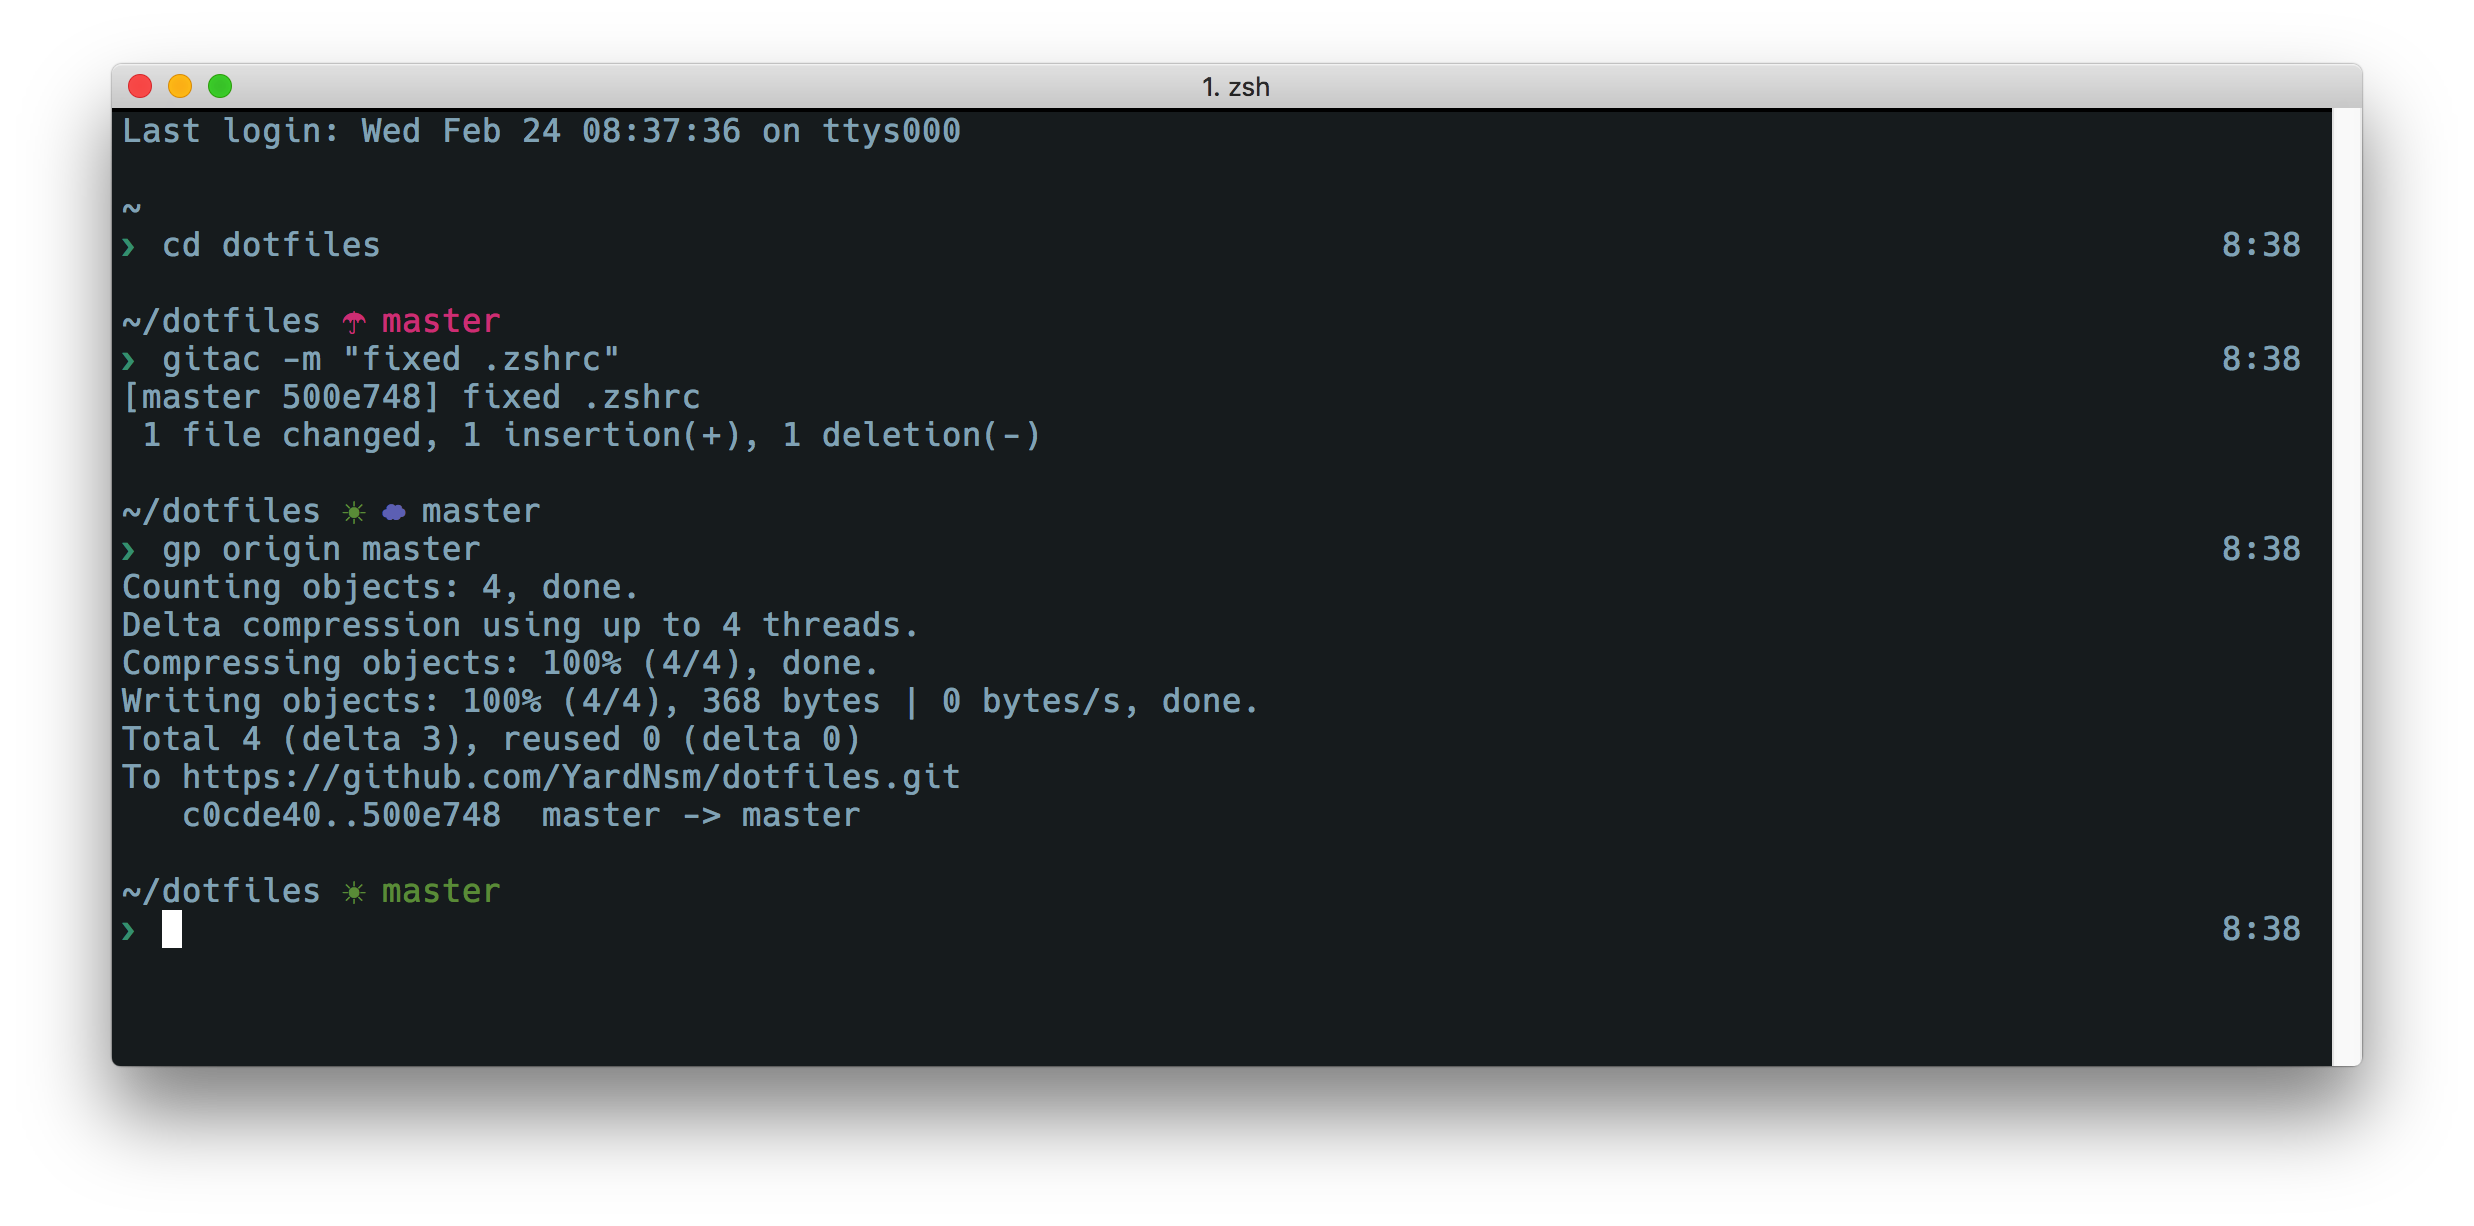 1. zsh
Last login: Wed Feb 24 08:37:36 on ttys000
~
❯ cd dotfiles 8:38
~/dotfiles ☂ master
❯ gitac -m "fixed .zshrc" 8:38
[master 500e748] fixed .zshrc
 1 file changed, 1 insertion(+), 1 deletion(-)
~/dotfiles ☀ ☁ master
❯ gp origin master 8:38
Counting objects: 4, done.
Delta compression using up to 4 threads.
Compressing objects: 100% (4/4), done.
Writing objects: 100% (4/4), 368 bytes | 0 bytes/s, done.
Total 4 (delta 3), reused 0 (delta 0)
To https://github.com/YardNsm/dotfiles.git
   c0cde40..500e748  master -> master
~/dotfiles ☀ master
❯ 8:38